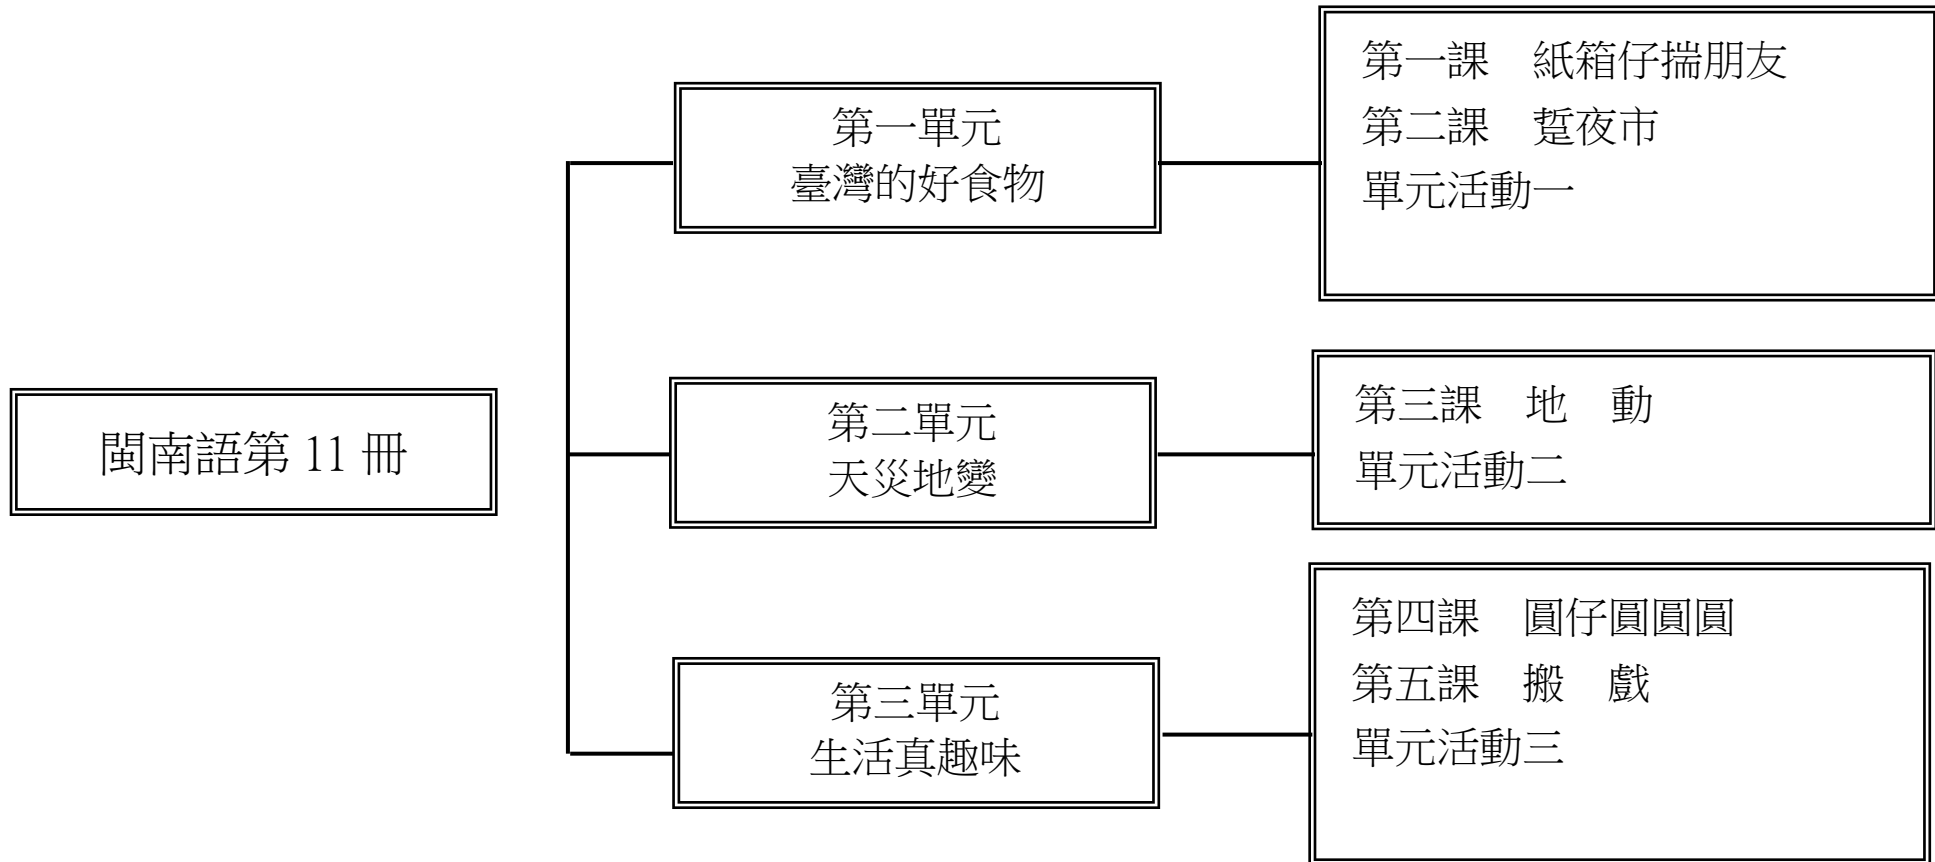 閩南語第 11 冊
第一單元
臺灣的好食物
第一課　紙箱仔揣朋友
第二課　踅夜市
單元活動一
第二單元
天災地變
第三課　地　動
單元活動二
第三單元
生活真趣味
第四課　圓仔圓圓圓
第五課　搬　戲
單元活動三